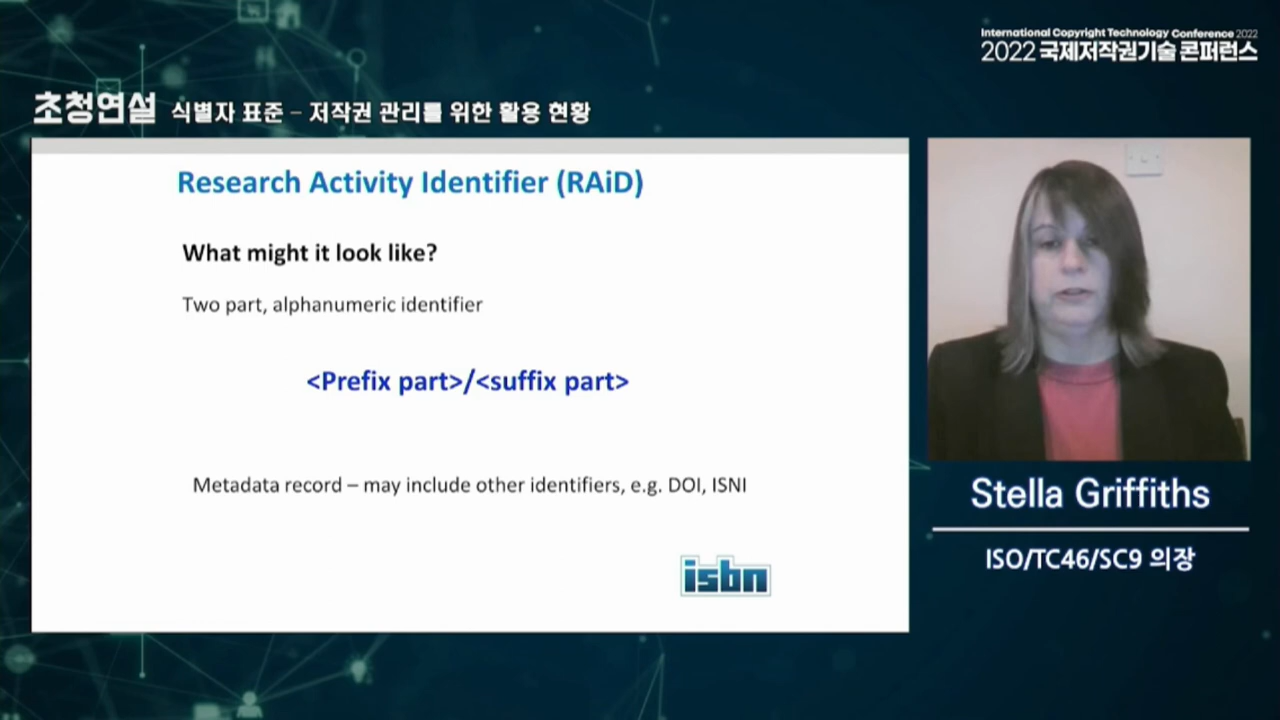 International Copyright Technology Conference 2022
2022 국제저작권기술 콘퍼런스
초청연설 식별자 표준 – 저작권 관리를 위한 활용 현황
Research Activity Identifier (RAiD)
What might it look like?
Two part, alphanumeric identifier
<Prefix part>/<suffix part>
Metadata record – may include other identifiers, e.g. DOI, ISNI
isbn
Stella Griffiths
ISO/TC46/SC9 의장